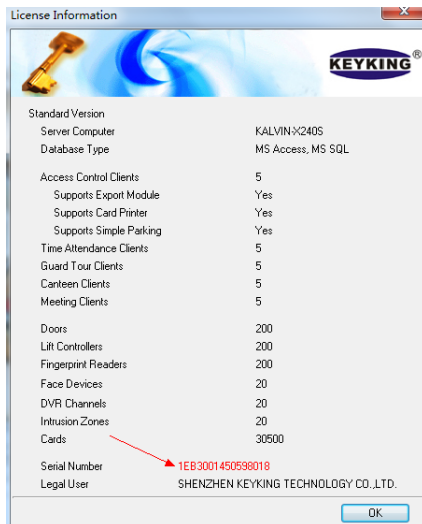 License Information
KEYKING®
Standard Version
Server Computer KALVIN-X240S
Database Type MS Access, MS SQL
Access Control Clients 5
Supports Export Module Yes
Supports Card Printer Yes
Supports Simple Parking Yes
Time Attendance Clients 5
Guard Tour Clients 5
Canteen Clients 5
Meeting Clients 5
Doors 200
Lift Controllers 200
Fingerprint Readers 200
Face Devices 20
DVR Channels 20
Intrusion Zones 20
Cards 30500
Serial Number 1EB3001450598018
Legal User SHENZHEN KEYKING TECHNOLOGY CO.,LTD.
OK